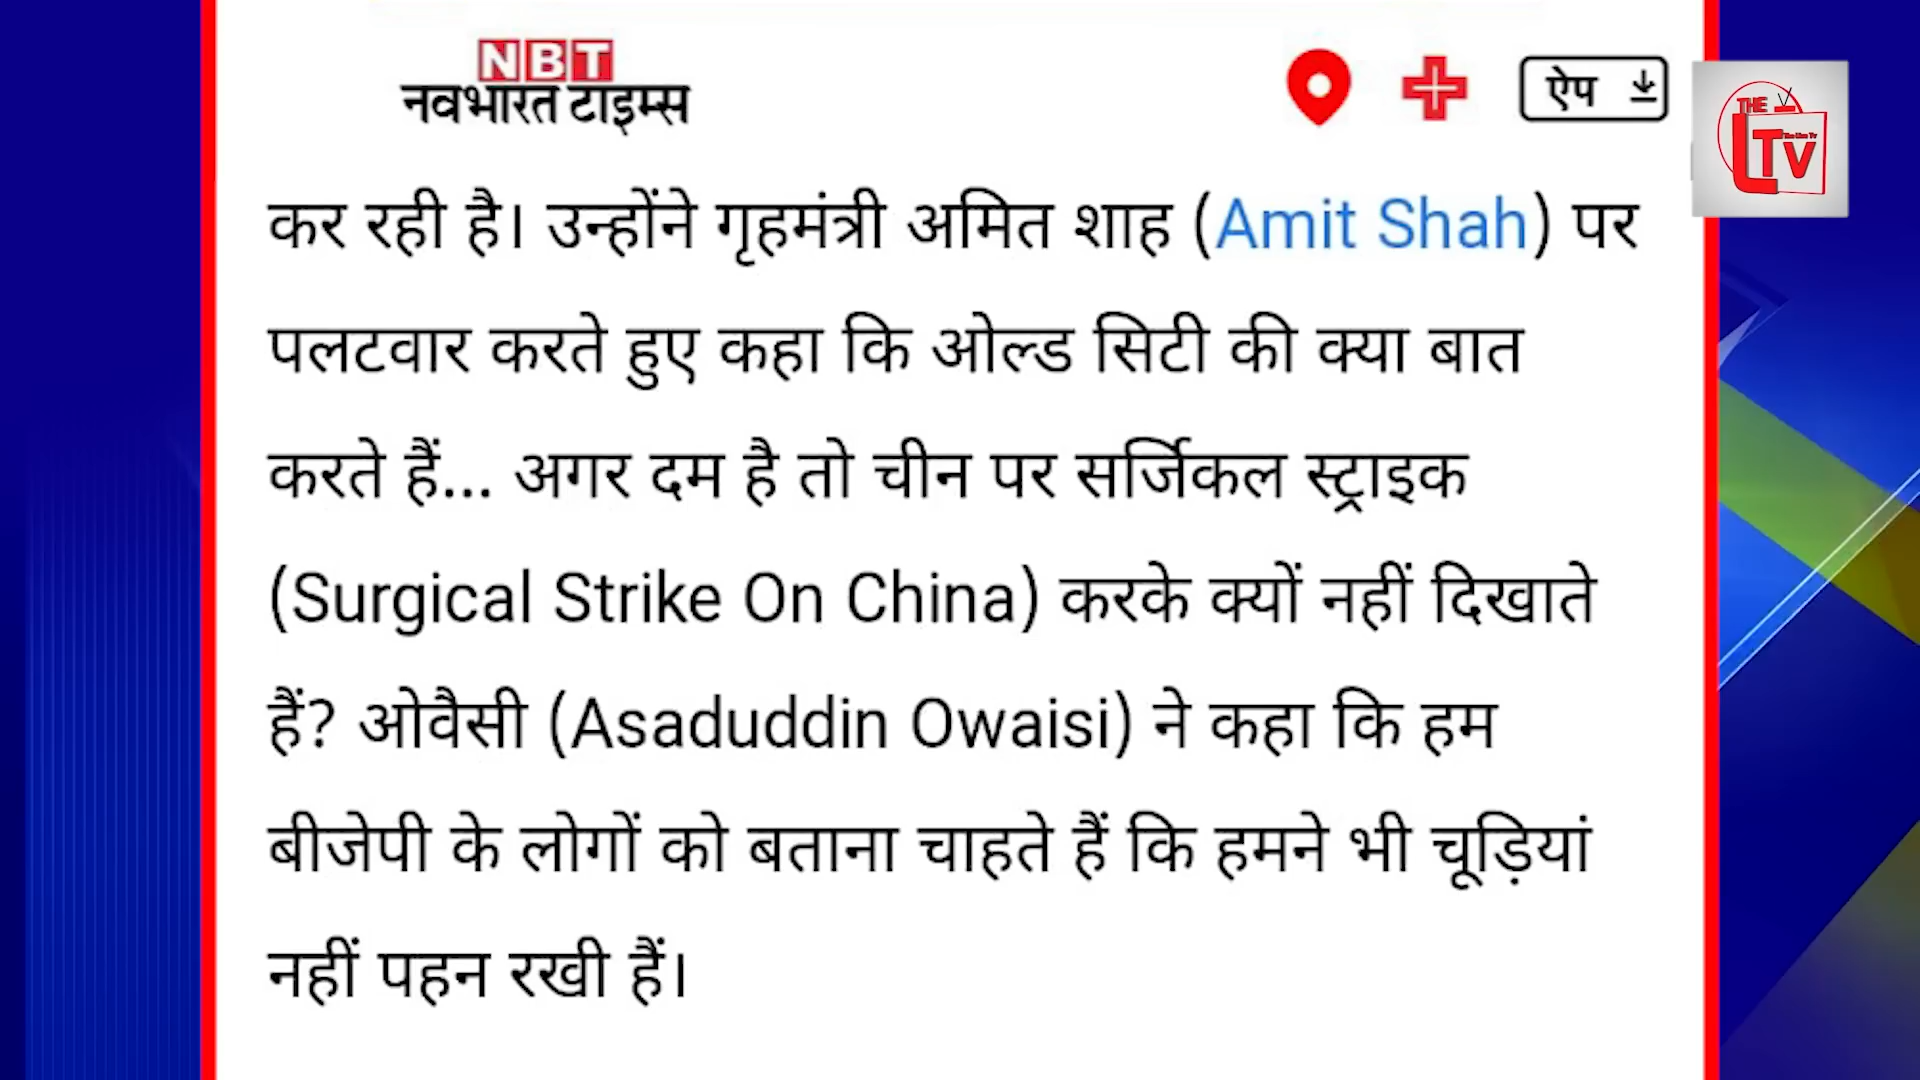 NBT
नवभारत टाइम्स
ऐप
THE
LTV
कर रही है। उन्होंने गृहमंत्री अमित शाह (Amit Shah) पर
पलटवार करते हुए कहा कि ओल्ड सिटी की क्या बात
करते हैं... अगर दम है तो चीन पर सर्जिकल स्ट्राइक
(Surgical Strike On China) करके क्यों नहीं दिखाते
हैं? ओवैसी (Asaduddin Owaisi) ने कहा कि हम
बीजेपी के लोगों को बताना चाहते हैं कि हमने भी चूड़ियां
नहीं पहन रखी हैं।